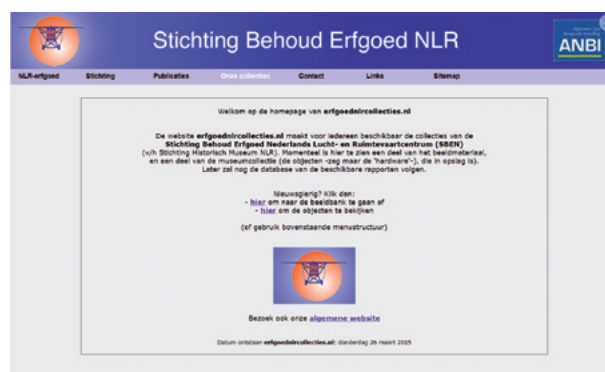 Stichting Behoud Erfgoed NLR
ANBI
NLR-erfgoed Stichting Publicaties Onze collecties Contact Links Sitemap
Welkom op de homepage van erfgoednlrcollecties.nl
De website erfgoednlrcollecties.nl maakt voor iedereen beschikbaar de collecties van de
Stichting Behoud Erfgoed Nederlands Lucht- en Ruimtevaartcentrum (SBEN)
(v/h Stichting Historisch Museum NLR). Momenteel is hier te zien een deel van het beeldmateriaal,
en een deel van de museumcollectie (de objecten -zeg maar de 'hardware'-), die in opslag is).
Later zal nog de database van de beschikbare rapporten volgen.
Nieuwsgierig? Klik dan:
- hier om naar de beeldbank te gaan of
- hier om de objecten te bekijken
(of gebruik bovenstaande menustructuur)
Bezoek ook onze algemene website
Datum ontstaan erfgoednlrcollecties.nl: donderdag 26 maart 2015